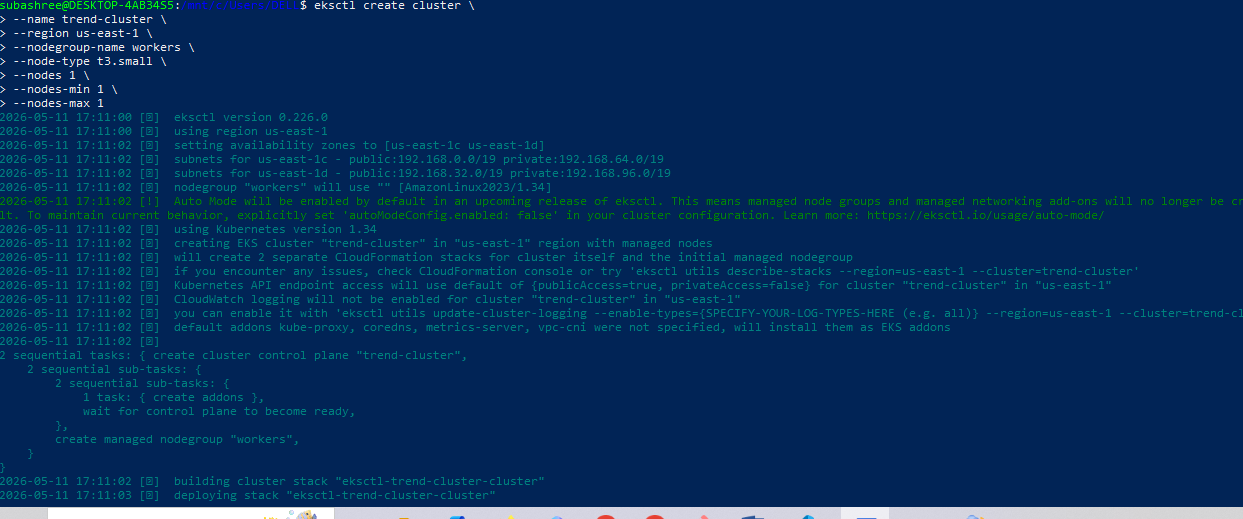 subashree@DESKTOP-4AB34S5:$ eksctl create cluster \
> --name trend-cluster \
> --region us-east-1 \
> --nodegroup-name workers \
> --node-type t3.small \
> --nodes 1 \
> --nodes-min 1 \
> --nodes-max 1
2026-05-11 17:11:00 [ℹ]  eksctl version 0.226.0
2026-05-11 17:11:00 [ℹ]  using region us-east-1
2026-05-11 17:11:02 [ℹ]  setting availability zones to [us-east-1c us-east-1d]
2026-05-11 17:11:02 [ℹ]  subnets for us-east-1c - public:192.168.0.0/19 private:192.168.64.0/19
2026-05-11 17:11:02 [ℹ]  subnets for us-east-1d - public:192.168.32.0/19 private:192.168.96.0/19
2026-05-11 17:11:02 [ℹ]  nodegroup "workers" will use "" [AmazonLinux2023/1.34]
2026-05-11 17:11:02 [!]  Auto Mode will be enabled by default in an upcoming release of eksctl. This means managed node groups and managed networking add-ons will no longer be cr
lt. To maintain current behavior, explicitly set 'autoModeConfig.enabled: false' in your cluster configuration. Learn more: https://eksctl.io/usage/auto-mode/
2026-05-11 17:11:02 [ℹ]  using Kubernetes version 1.34
2026-05-11 17:11:02 [ℹ]  creating EKS cluster "trend-cluster" in "us-east-1" region with managed nodes
2026-05-11 17:11:02 [ℹ]  will create 2 separate CloudFormation stacks for cluster itself and the initial managed nodegroup
2026-05-11 17:11:02 [ℹ]  if you encounter any issues, check CloudFormation console or try 'eksctl utils describe-stacks --region=us-east-1 --cluster=trend-cluster'
2026-05-11 17:11:02 [ℹ]  Kubernetes API endpoint access will use default of {publicAccess=true, privateAccess=false} for cluster "trend-cluster" in "us-east-1"
2026-05-11 17:11:02 [ℹ]  CloudWatch logging will not be enabled for cluster "trend-cluster" in "us-east-1"
2026-05-11 17:11:02 [ℹ]  you can enable it with 'eksctl utils update-cluster-logging --enable-types={SPECIFY-YOUR-LOG-TYPES-HERE (e.g. all)} --region=us-east-1 --cluster=trend-cl
2026-05-11 17:11:02 [ℹ]  default addons kube-proxy, coredns, metrics-server, vpc-cni were not specified, will install them as EKS addons
2026-05-11 17:11:02 [ℹ]
2 sequential tasks: { create cluster control plane "trend-cluster",
    2 sequential sub-tasks: {
        2 sequential sub-tasks: {
            1 task: { create addons },
            wait for control plane to become ready,
        },
        create managed nodegroup "workers",
    }
}
2026-05-11 17:11:02 [ℹ]  building cluster stack "eksctl-trend-cluster-cluster"
2026-05-11 17:11:03 [ℹ]  deploying stack "eksctl-trend-cluster-cluster"